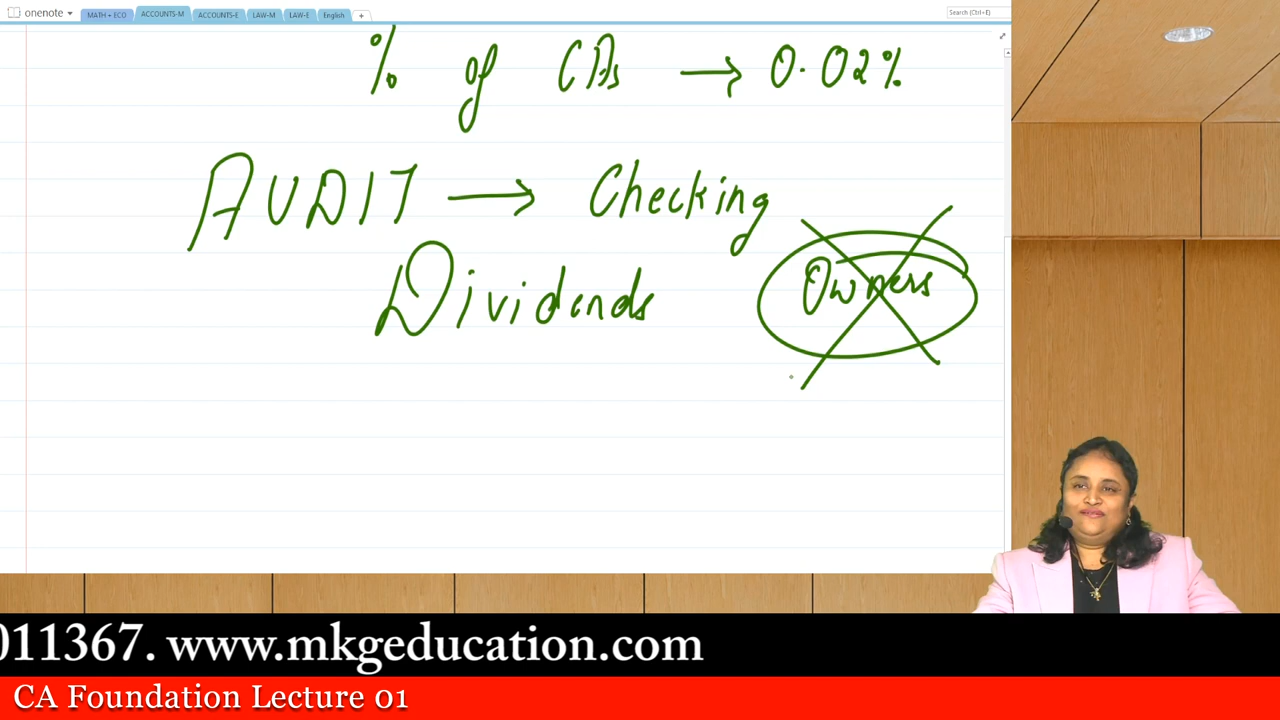 onenote
MATH + ECO ACCOUNTS-M ACCOUNTS-E LAW-M LAW-E English +
Search (Ctrl+E)
% of CAs → 0.02%
AUDIT → Checking
Dividends Owners
011367. www.mkgeducation.com
CA Foundation Lecture 01